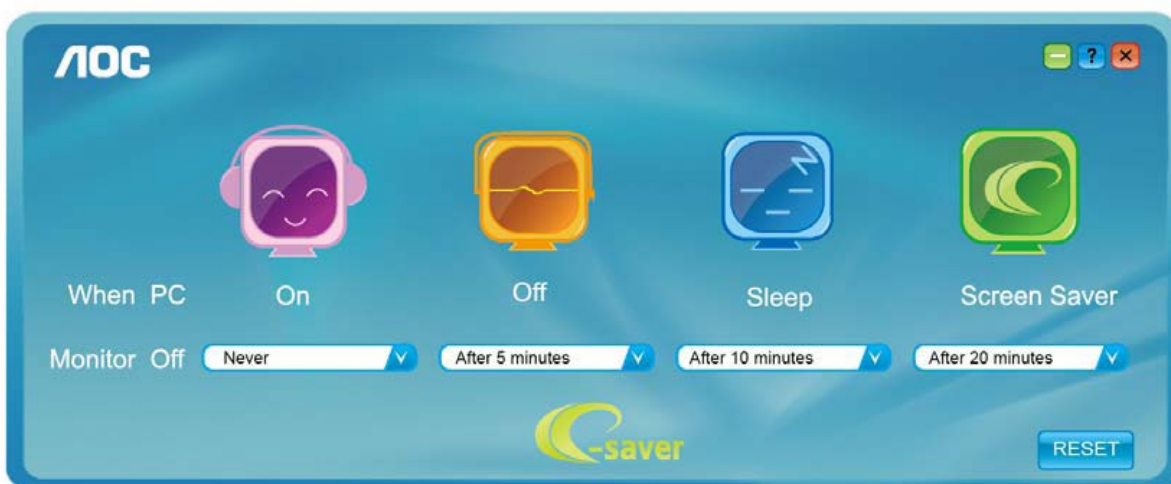 AOC
?
When PC On Off Sleep Screen Saver
Monitor Off Never After 5 minutes After 10 minutes After 20 minutes
e-saver
RESET